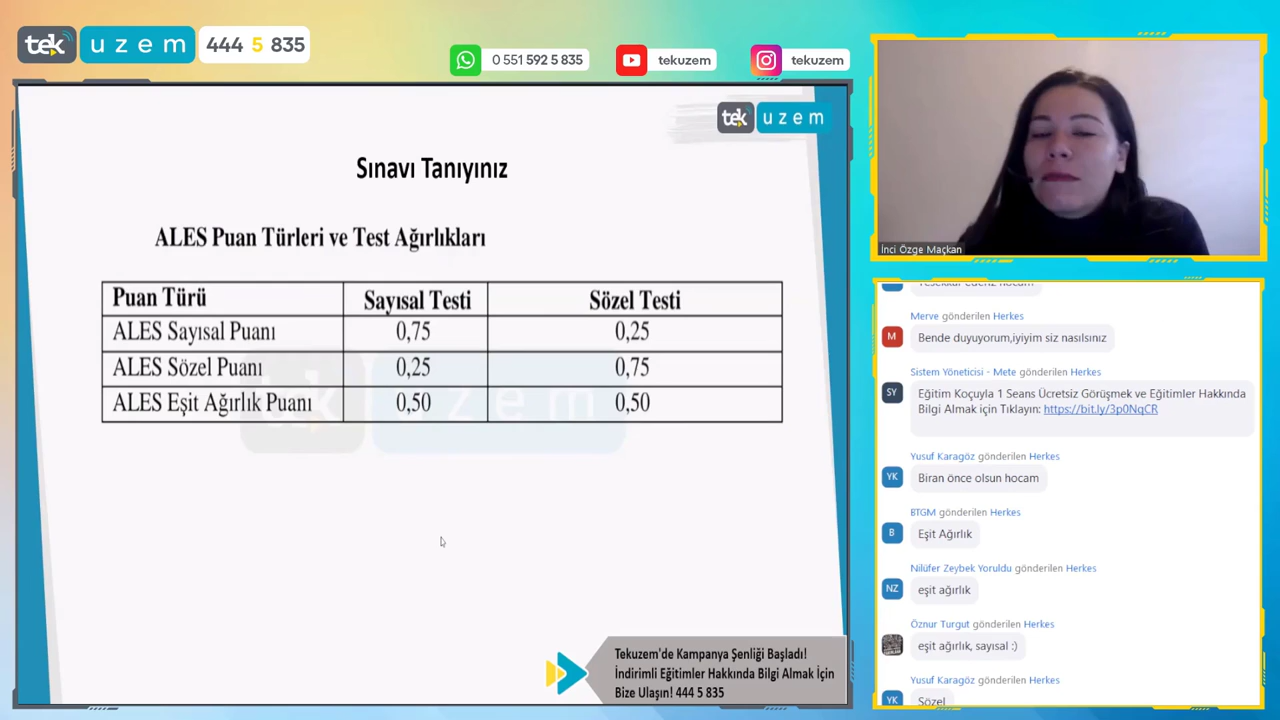 tek uzem 444 5 835
0 551 592 5 835 tekuzem tekuzem
tek uzem
Sınavı Tanıyınız
ALES Puan Türleri ve Test Ağırlıkları
Puan Türü Sayısal Testi Sözel Testi
ALES Sayısal Puanı 0,75 0,25
ALES Sözel Puanı 0,25 0,75
ALES Eşit Ağırlık Puanı 0,50 0,50
tek uzem
Tekuzem'de Kampanya Şenliği Başladı!
İndirimli Eğitimler Hakkında Bilgi Almak İçin
Bize Ulaşın! 444 5 835
İnci Özge Maçkan
Teşekkür ederiz hocam
Merve gönderilen Herkes
M Bende duyuyorum,iyiyim siz nasılsınız
Sistem Yöneticisi - Mete gönderilen Herkes
SY Eğitim Koçuyla 1 Seans Ücretsiz Görüşmek ve Eğitimler Hakkında
Bilgi Almak için Tıklayın: https://bit.ly/3p0NqCR
Yusuf Karagöz gönderilen Herkes
YK Biran önce olsun hocam
BTGM gönderilen Herkes
B Eşit Ağırlık
Nilüfer Zeybek Yoruldu gönderilen Herkes
NZ eşit ağırlık
Öznur Turgut gönderilen Herkes
eşit ağırlık, sayısal :)
Yusuf Karagöz gönderilen Herkes
YK Sözel